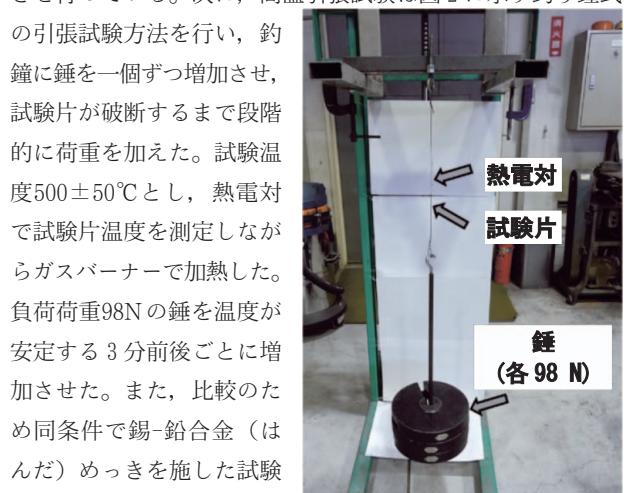 の引張試験方法を行い，釣
鐘に錘を一個ずつ増加させ，
試験片が破断するまで段階
的に荷重を加えた。試験温
度500±50℃とし，熱電対
で試験片温度を測定しなが
らガスバーナーで加熱した。
負荷荷重98Nの錘を温度が
安定する3分前後ごとに増
加させた。また，比較のた
め同条件で錫-鉛合金（は
んだ）めっきを施した試験
熱電対
試験片
錘
(各98 N)
消火器